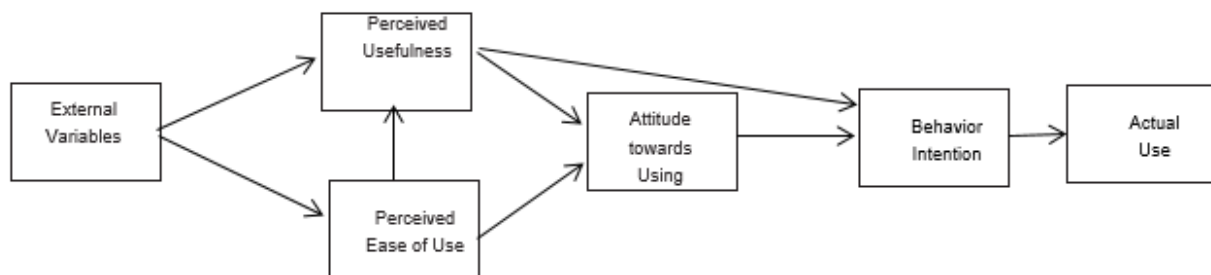 External
Variables
Perceived
Usefulness
Perceived
Ease of Use
Attitude
towards
Using
Behavior
Intention
Actual
Use